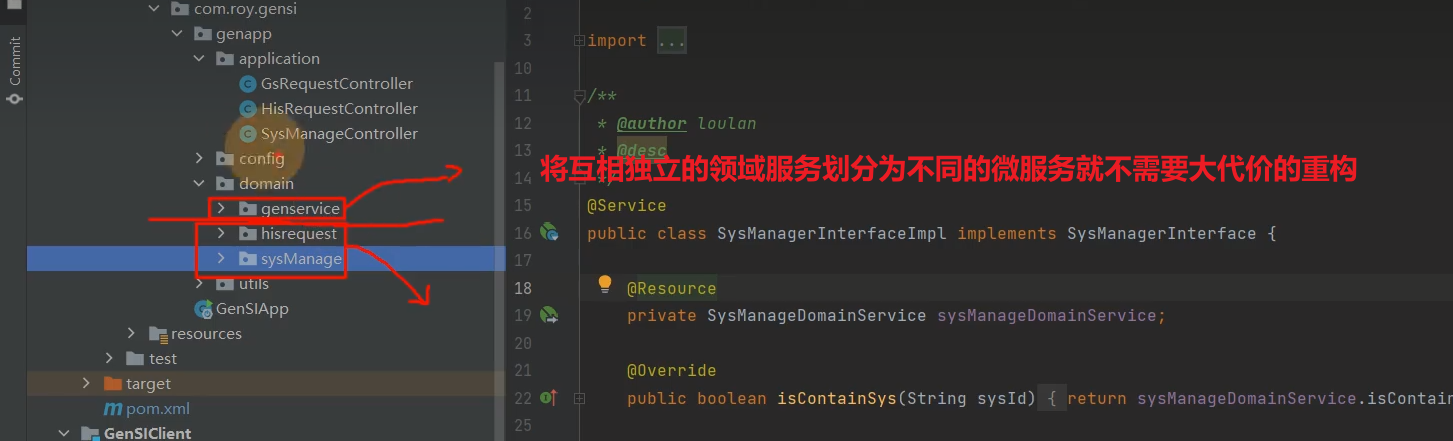 Commit
com.roy.gensi
genapp
application
GsRequestController
HisRequestController
SysManageController
config
domain
genservice
hisrequest
sysManage
utils
GenSIApp
resources
test
target
pom.xml
GenSIClient
2
3 import ...
10
11 /**
12 * @author loulan
13 * @desc
将互相独立的领域服务划分为不同的微服务就不需要大代价的重构
14
15 @Service
16 public class SysManagerInterfaceImpl implements SysManagerInterface {
17
18 @Resource
19 private SysManageDomainService sysManageDomainService;
20
21 @Override
22 public boolean isContainSys(String sysId) { return sysManageDomainService.isContain
25